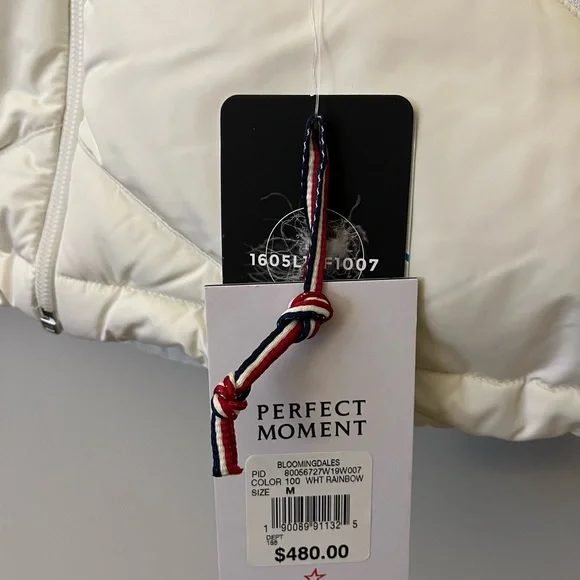 1605L F1007
PERFECT
MOMENT
BLOOMINGDALES
PID 80056727W19W007
COLOR 100 WHT RAINBOW
SIZE M
1 90089 91132 5
DEPT
168
$480.00